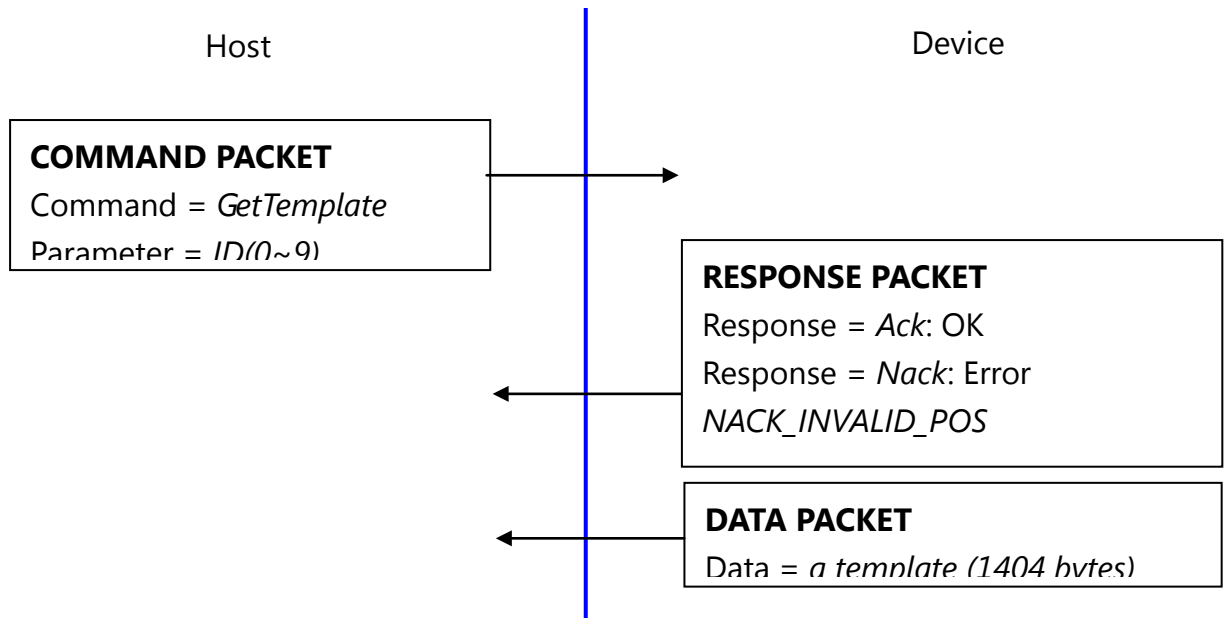 Host
Device
COMMAND PACKET
Command = GetTemplate
Parameter = ID(0~9)
RESPONSE PACKET
Response = Ack: OK
Response = Nack: Error
NACK_INVALID_POS
DATA PACKET
Data = a template (1404 bytes)